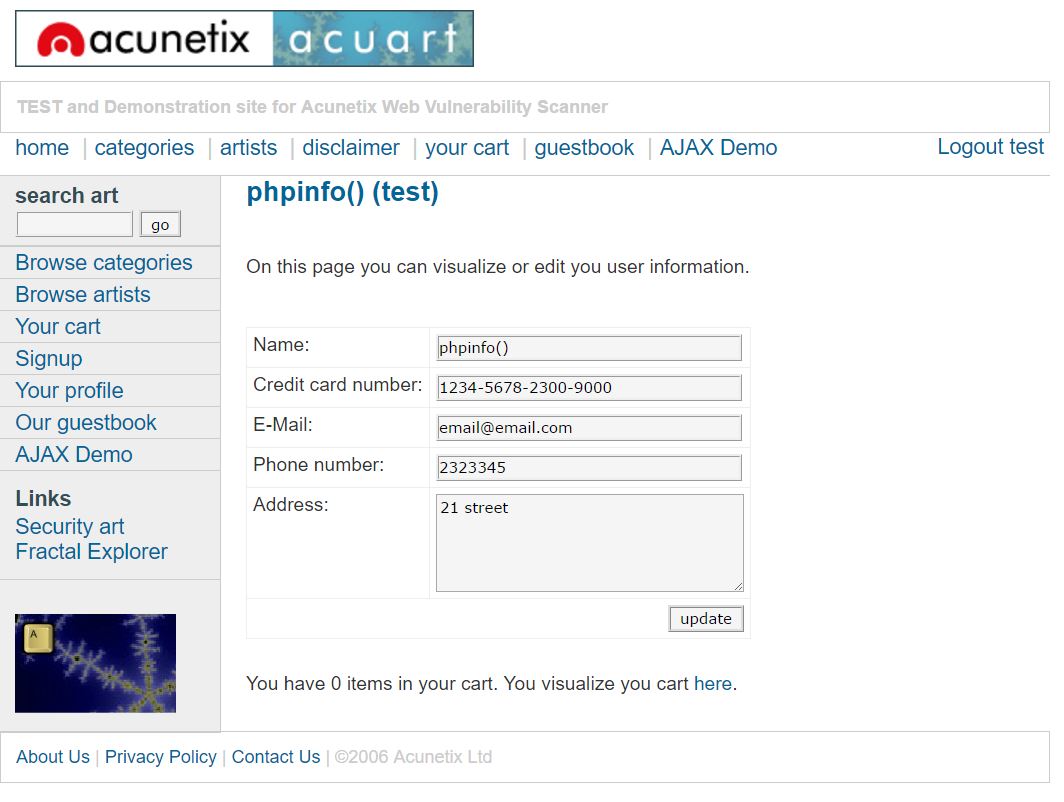 acunetix acuart
TEST and Demonstration site for Acunetix Web Vulnerability Scanner
home | categories | artists | disclaimer | your cart | guestbook | AJAX Demo Logout test
search art
go
Browse categories
Browse artists
Your cart
Signup
Your profile
Our guestbook
AJAX Demo
Links
Security art
Fractal Explorer
A
phpinfo() (test)
On this page you can visualize or edit you user information.
Name: phpinfo()
Credit card number: 1234-5678-2300-9000
E-Mail: email@email.com
Phone number: 2323345
Address: 21 street
update
You have 0 items in your cart. You visualize you cart here.
About Us | Privacy Policy | Contact Us | ©2006 Acunetix Ltd